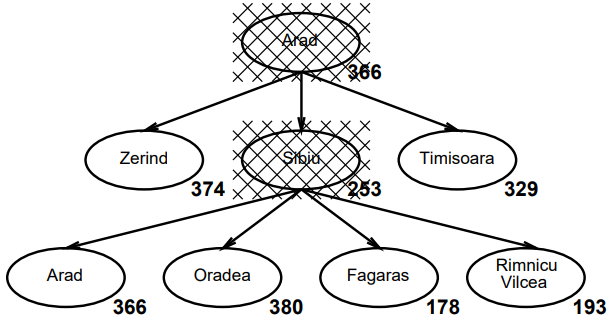 Arad
366
Zerind
374
Sibiu
253
Timisoara
329
Arad
366
Oradea
380
Fagaras
178
Rimnicu
Vilcea
193